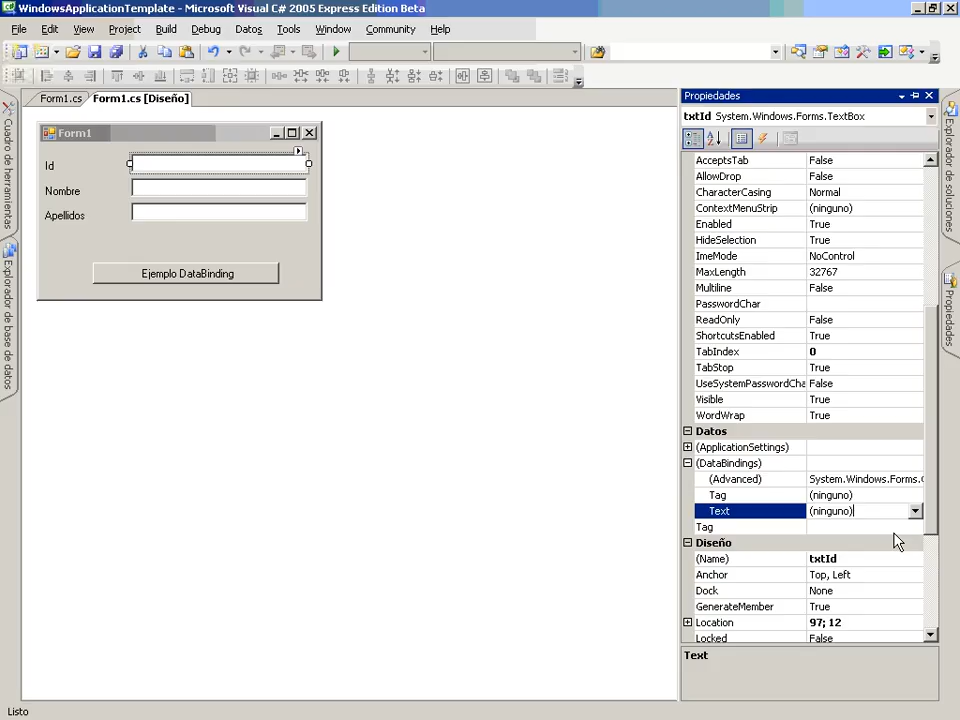 WindowsApplicationTemplate - Microsoft Visual C# 2005 Express Edition Beta
File Edit View Project Build Debug Datos Tools Window Community Help
Form1.cs Form1.cs [Diseño]
Cuadro de herramientas
Explorador de base de datos
Form1
Id
Nombre
Apellidos
Ejemplo DataBinding
Propiedades
txtId System.Windows.Forms.TextBox
AcceptsTab False
AllowDrop False
CharacterCasing Normal
ContextMenuStrip (ninguno)
Enabled True
HideSelection True
ImeMode NoControl
MaxLength 32767
Multiline False
PasswordChar
ReadOnly False
ShortcutsEnabled True
TabIndex 0
TabStop True
UseSystemPasswordCha False
Visible True
WordWrap True
Datos
(ApplicationSettings)
(DataBindings)
(Advanced) System.Windows.Forms.C
Tag (ninguno)
Text (ninguno)
Tag
Diseño
(Name) txtId
Anchor Top, Left
Dock None
GenerateMember True
Location 97; 12
Locked False
Text
Explorador de soluciones
Propiedades
Listo